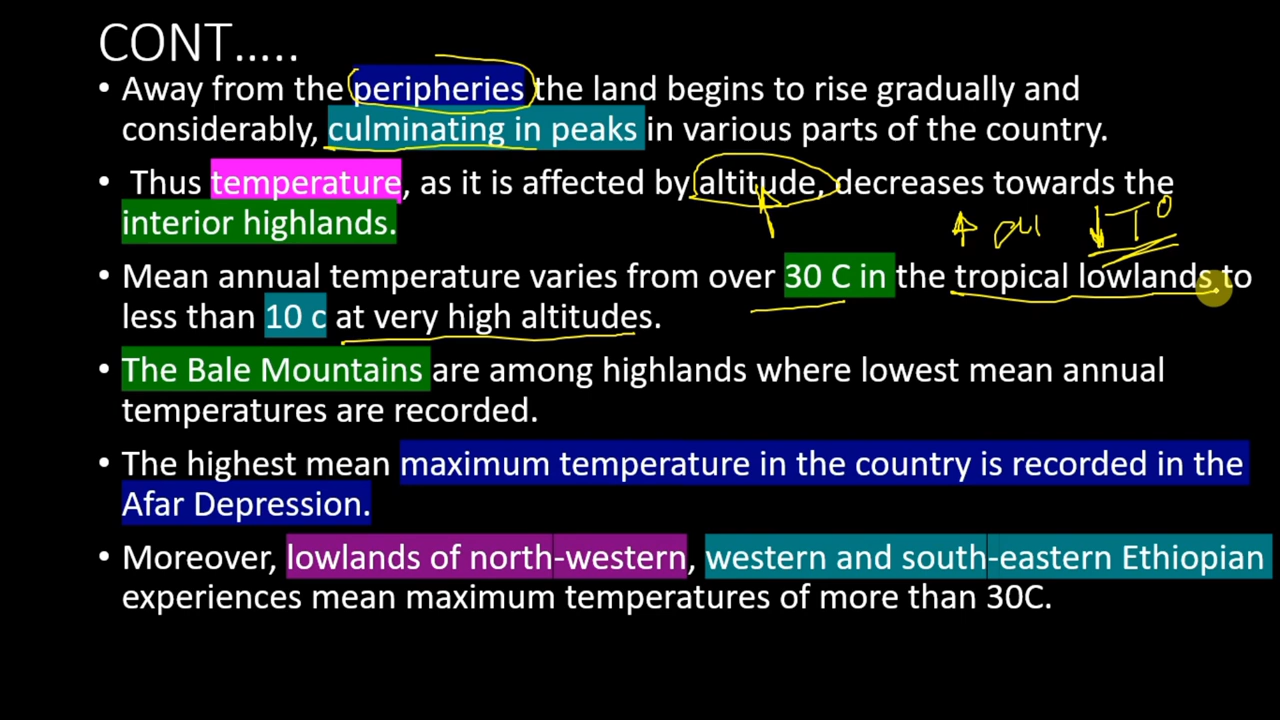 CONT.....
• Away from the peripheries the land begins to rise gradually and
considerably, culminating in peaks in various parts of the country.
• Thus temperature, as it is affected by altitude, decreases towards the
interior highlands.
• Mean annual temperature varies from over 30 C in the tropical lowlands to
less than 10 c at very high altitudes.
• The Bale Mountains are among highlands where lowest mean annual
temperatures are recorded.
• The highest mean maximum temperature in the country is recorded in the
Afar Depression.
• Moreover, lowlands of north-western, western and south-eastern Ethiopian
experiences mean maximum temperatures of more than 30C.